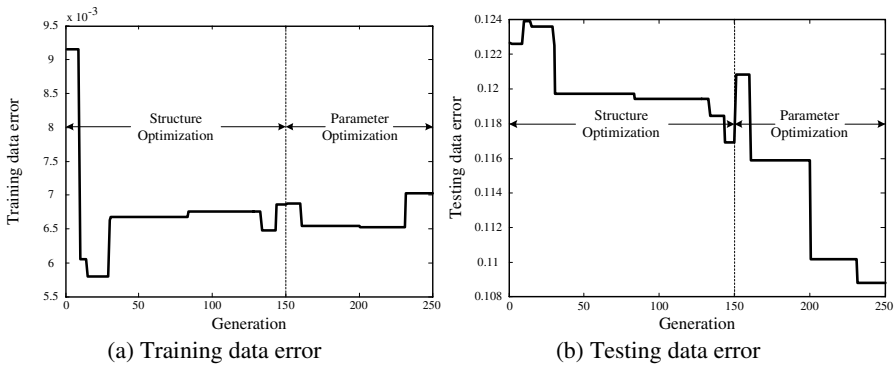 x 10⁻³
9.5
9
8.5
8
7.5
7
6.5
6
5.5
Training data error
Structure
Optimization
Parameter
Optimization
0 50 100 150 200 250
Generation
(a) Training data error
0.124
0.122
0.12
0.118
0.116
0.114
0.112
0.11
0.108
Testing data error
Structure
Optimization
Parameter
Optimization
0 50 100 150 200 250
Generation
(b) Testing data error